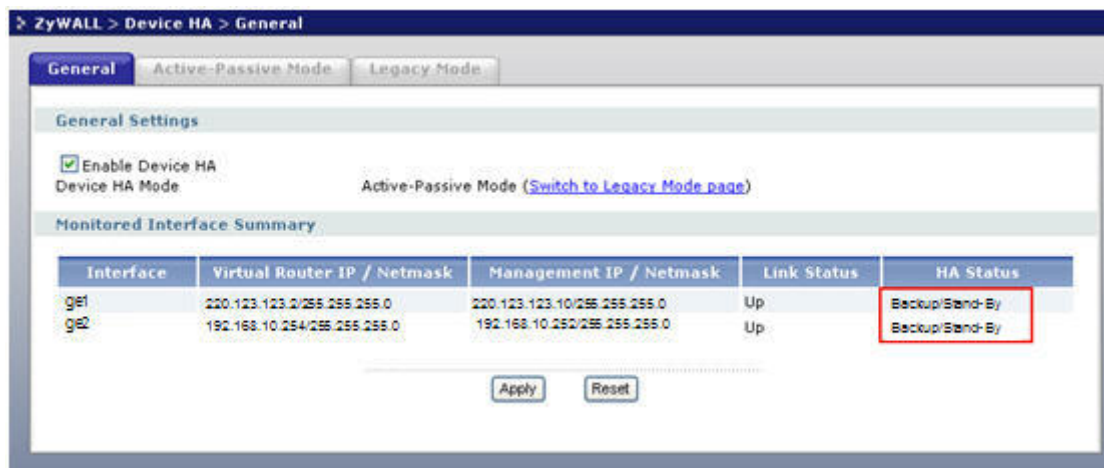 ZyWALL > Device HA > General
General Active-Passive Mode Legacy Mode
General Settings
Enable Device HA
Device HA Mode Active-Passive Mode (Switch to Legacy Mode page)
Monitored Interface Summary
Interface Virtual Router IP / Netmask Management IP / Netmask Link Status HA Status
ge1 220.123.123.2/255.255.255.0 220.123.123.10/255.255.255.0 Up Backup/Stand-By
ge2 192.168.10.254/255.255.255.0 192.168.10.252/255.255.255.0 Up Backup/Stand-By
Apply Reset